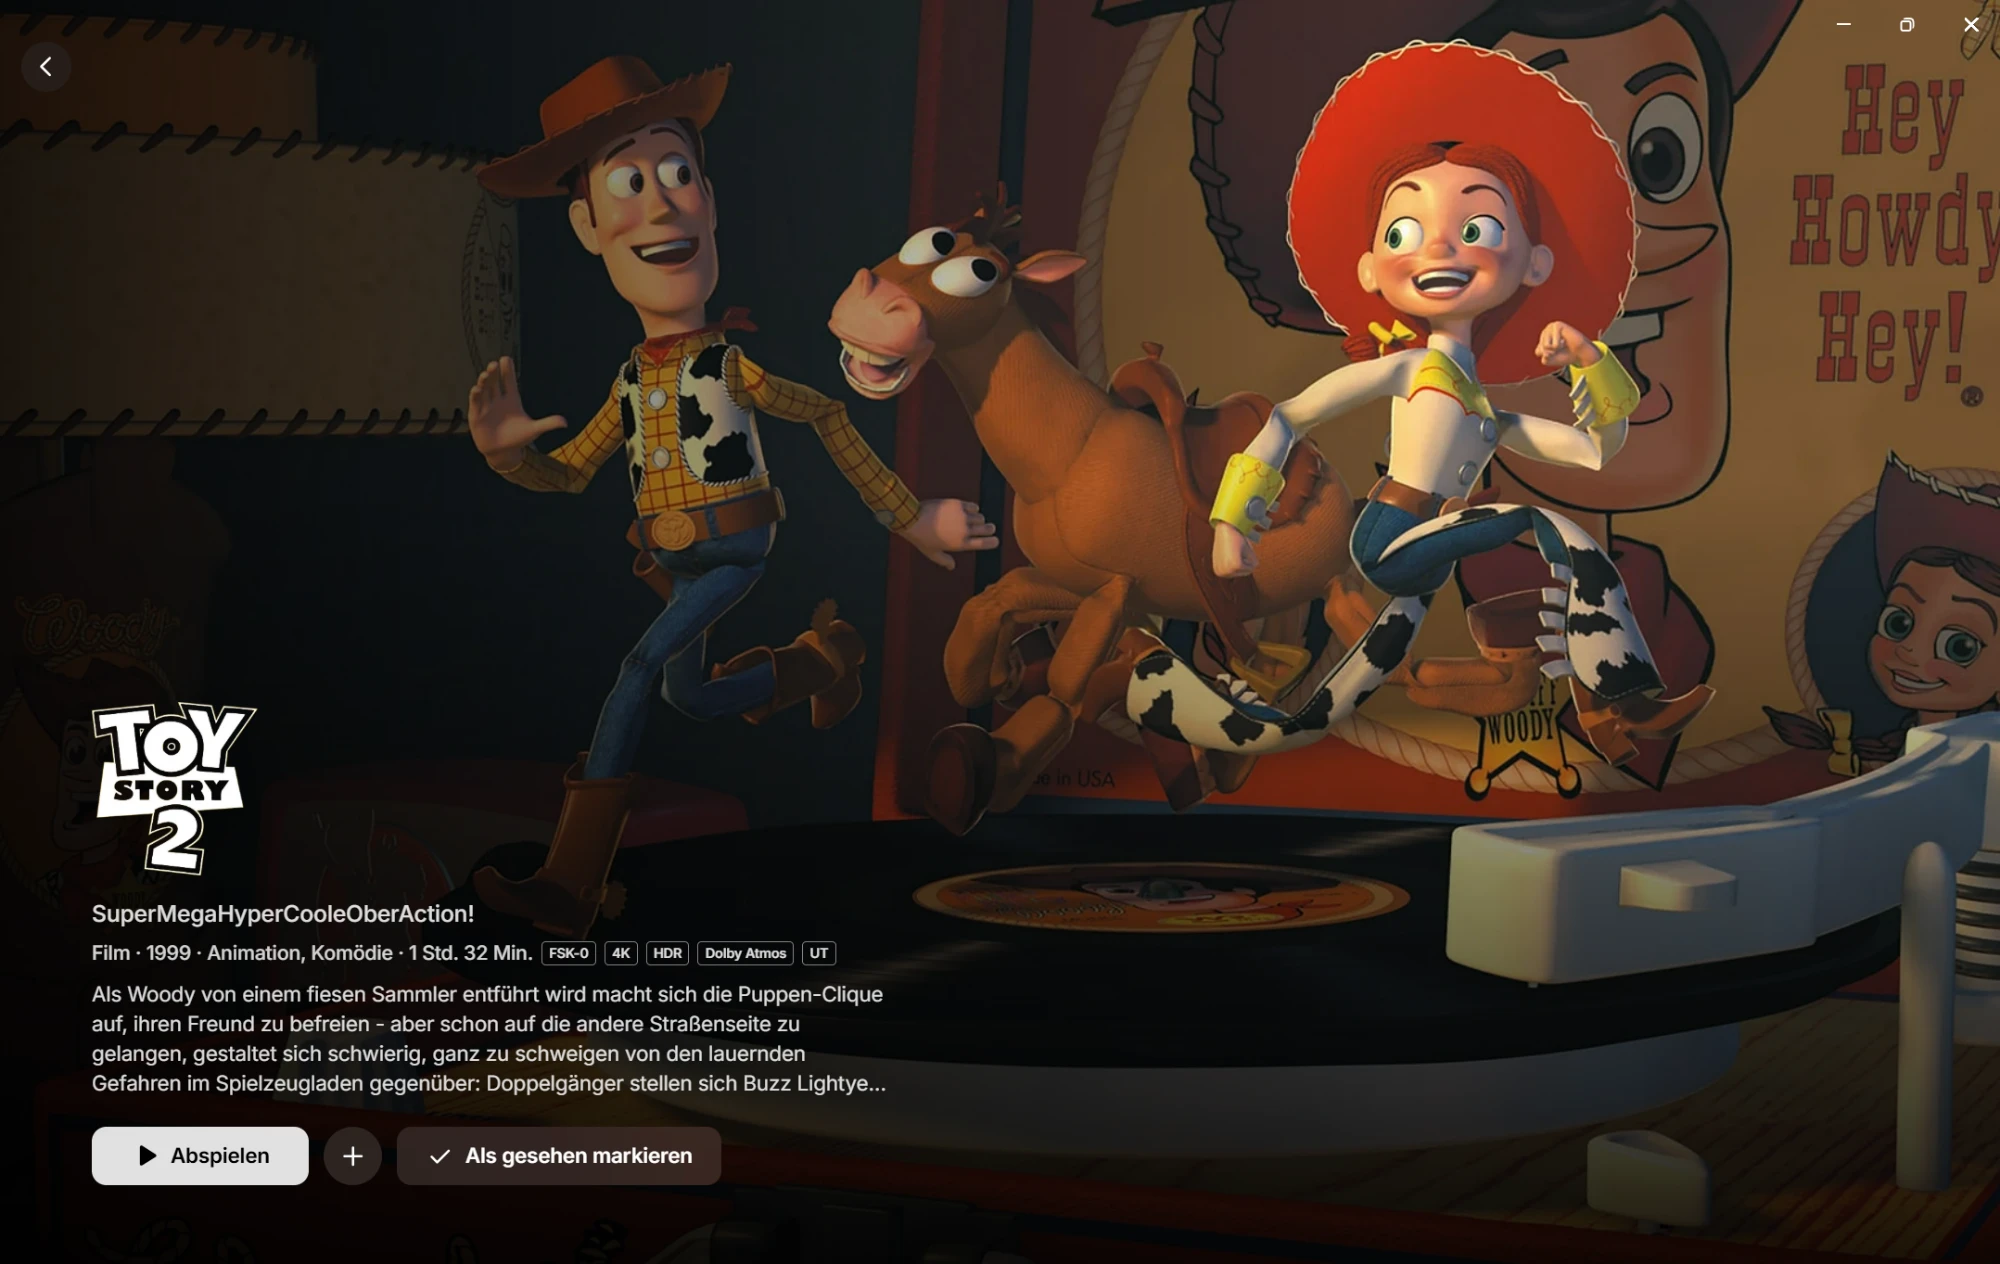 Hey
Howdy
Hey!
®
Woody
WOODY
e in USA
TOY
STORY
2
SuperMegaHyperCooleOberAction!
Film · 1999 · Animation, Komödie · 1 Std. 32 Min. FSK-0 4K HDR Dolby Atmos UT
Als Woody von einem fiesen Sammler entführt wird macht sich die Puppen-Clique
auf, ihren Freund zu befreien - aber schon auf die andere Straßenseite zu
gelangen, gestaltet sich schwierig, ganz zu schweigen von den lauernden
Gefahren im Spielzeugladen gegenüber: Doppelgänger stellen sich Buzz Lightye...
Abspielen
Als gesehen markieren